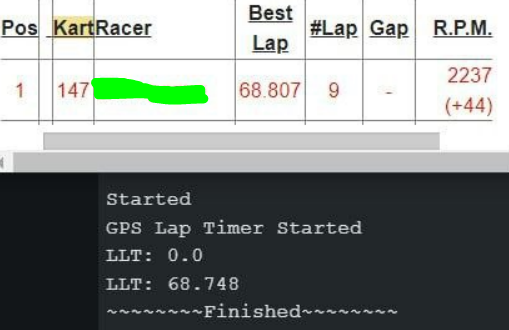 Pos Kart Racer Best Lap #Lap Gap R.P.M.
1 147 68.807 9 - 2237 (+44)
Started
GPS Lap Timer Started
LLT: 0.0
LLT: 68.748
~~~~~~~~Finished~~~~~~~~